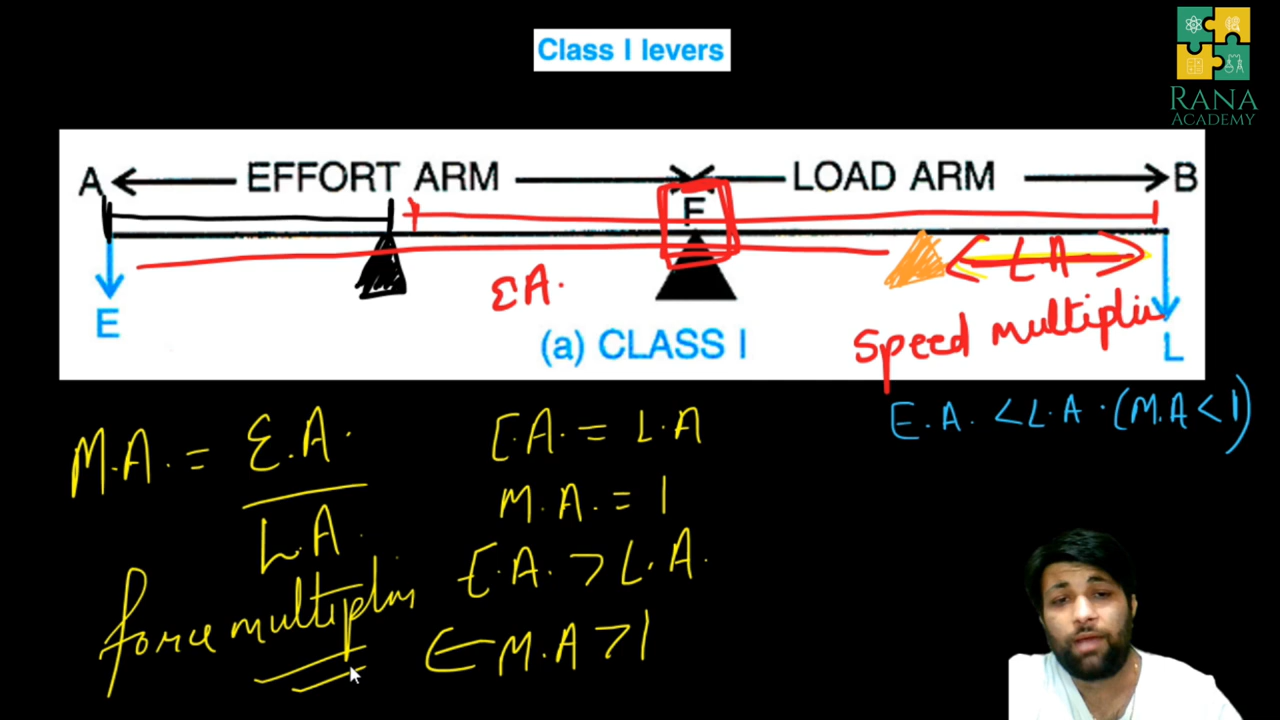 Class I levers
RANA
ACADEMY
A EFFORT ARM LOAD ARM B
F
E.A.
L A
E
(a) CLASS I
Speed multiplier
L
E.A. < L.A. (M.A < 1)
M.A. = E.A.
L.A.
E.A. = L.A
M.A. = 1
E.A. > L.A.
force multiplier
M.A > 1